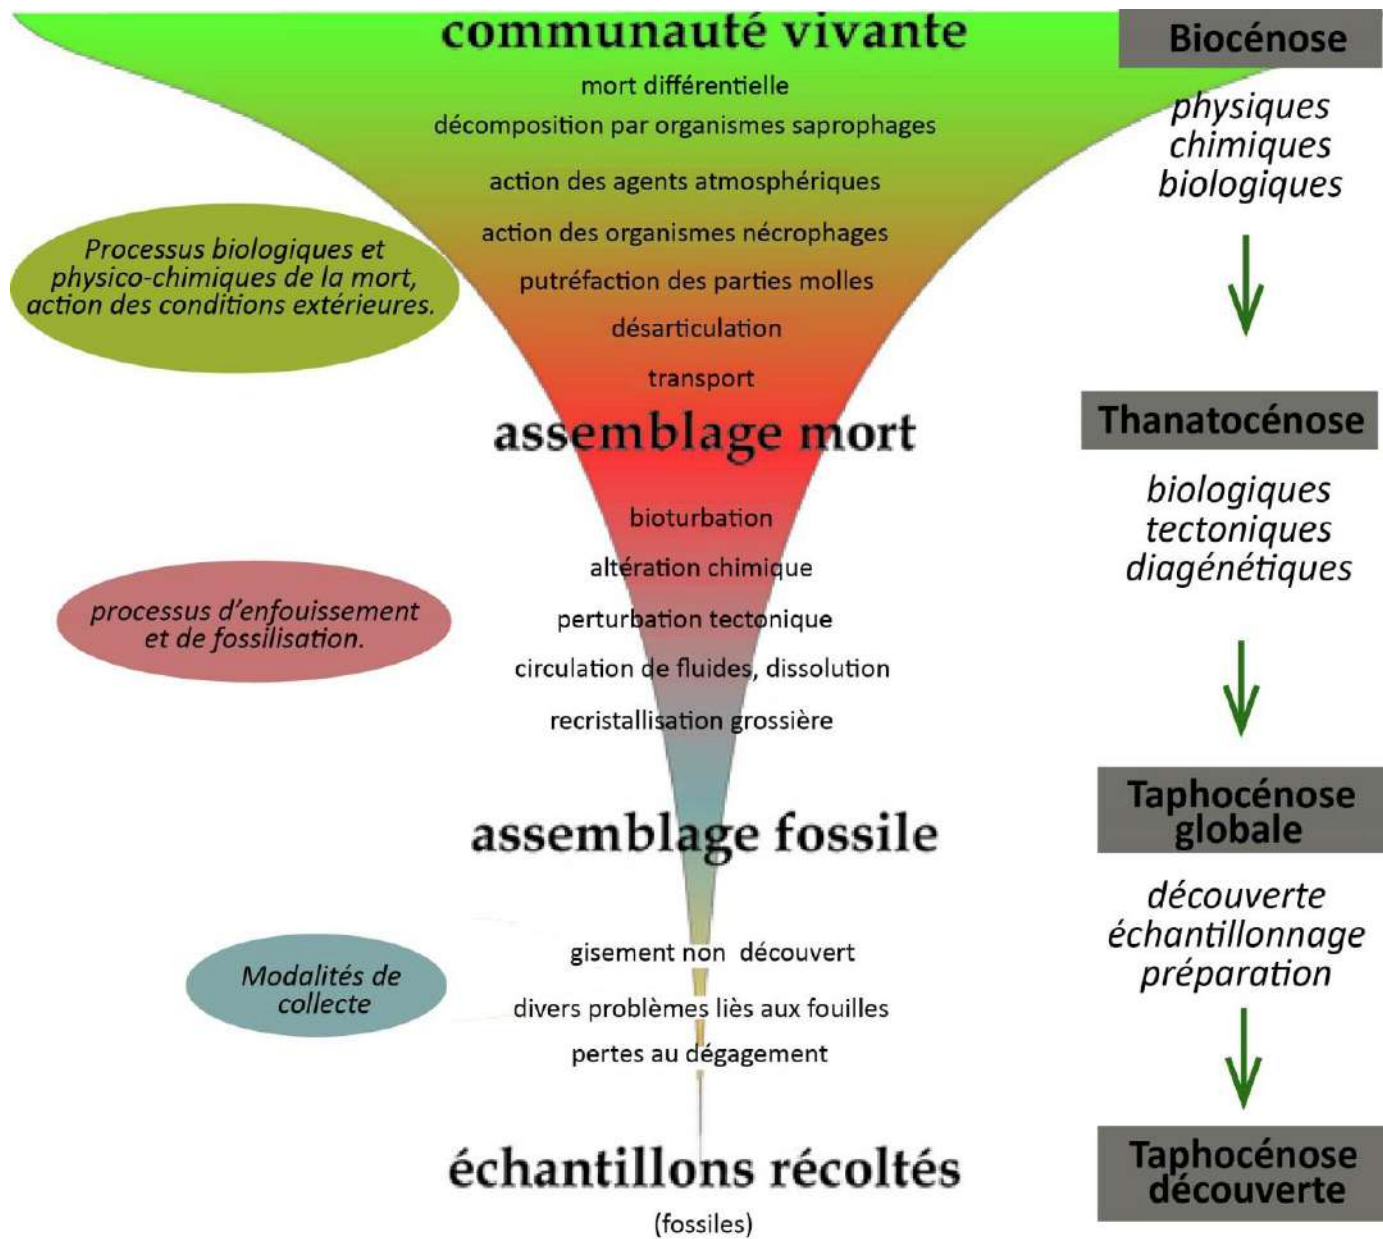 communauté vivante
Biocénose
mort différentielle
décomposition par organismes saprophages
action des agents atmosphériques
action des organismes nécrophages
putréfaction des parties molles
désarticulation
transport
physiques
chimiques
biologiques
Processus biologiques et
physico-chimiques de la mort,
action des conditions extérieures.
assemblage mort
Thanatocénose
bioturbation
altération chimique
perturbation tectonique
circulation de fluides, dissolution
recristallisation grossière
biologiques
tectoniques
diagénétiques
processus d'enfouissement
et de fossilisation.
assemblage fossile
Taphocénose
globale
gisement non découvert
divers problèmes liès aux fouilles
pertes au dégagement
découverte
échantillonnage
préparation
Modalités de
collecte
échantillons récoltés
(fossiles)
Taphocénose
découverte